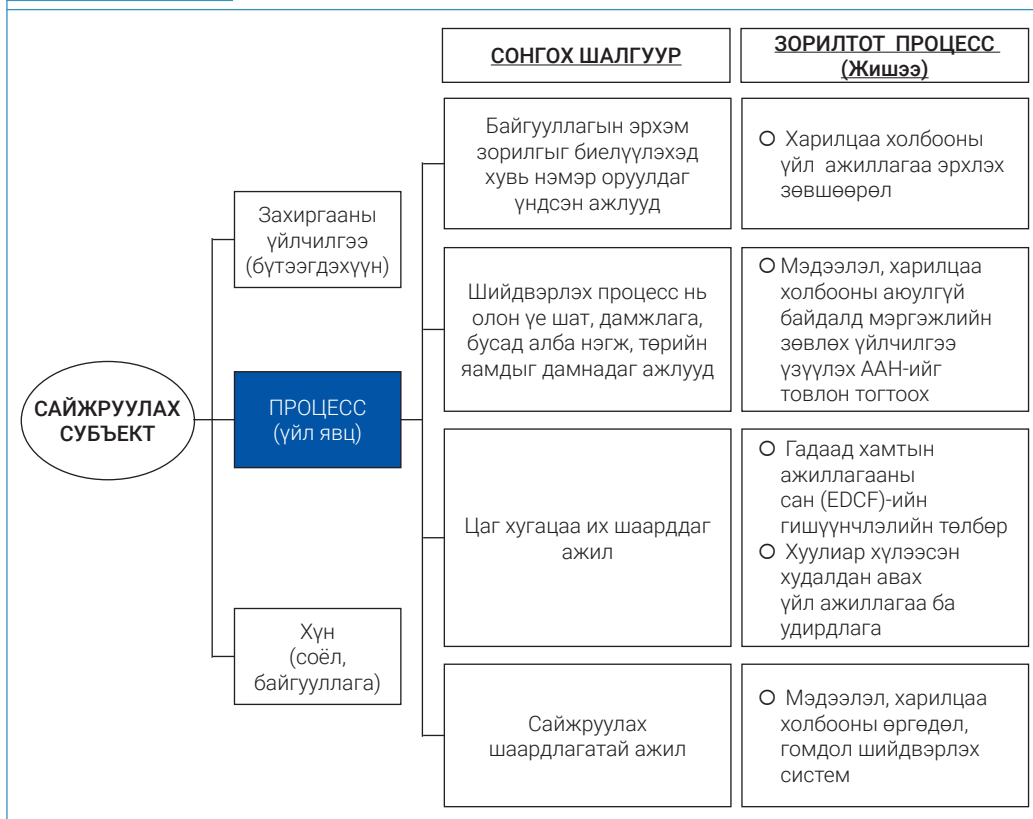 СОНГОХ ШАЛГУУР
ЗОРИЛТОТ ПРОЦЕСС
(Жишээ)
САЙЖРУУЛАХ
СУБЪЕКТ
Захиргааны
үйлчилгээ
(бүтээгдэхүүн)
ПРОЦЕСС
(үйл явц)
Хүн
(соёл,
байгууллага)
Байгууллагын эрхэм
зорилгыг биелүүлэхэд
хувь нэмэр оруулдаг
үндсэн ажлууд
О Харилцаа холбооны
үйл ажиллагаа эрхлэх
зөвшөөрөл
Шийдвэрлэх процесс нь
олон үе шат, дамжлага,
бусад алба нэгж, төрийн
яамдыг дамнадаг ажлууд
О Мэдээлэл, харилцаа
холбооны аюулгүй
байдалд мэргэжлийн
зөвлөх үйлчилгээ
үзүүлэх ААН-ийг
товлон тогтоох
Цаг хугацаа их шаарддаг
ажил
О Гадаад хамтын
ажиллагааны
сан (EDCF)-ийн
гишүүнчлэлийн төлбөр
О Хуулиар хүлээсэн
худалдан авах
үйл ажиллагаа ба
удирдлага
Сайжруулах
шаардлагатай ажил
О Мэдээлэл, харилцаа
холбооны өргөдөл,
гомдол шийдвэрлэх
систем